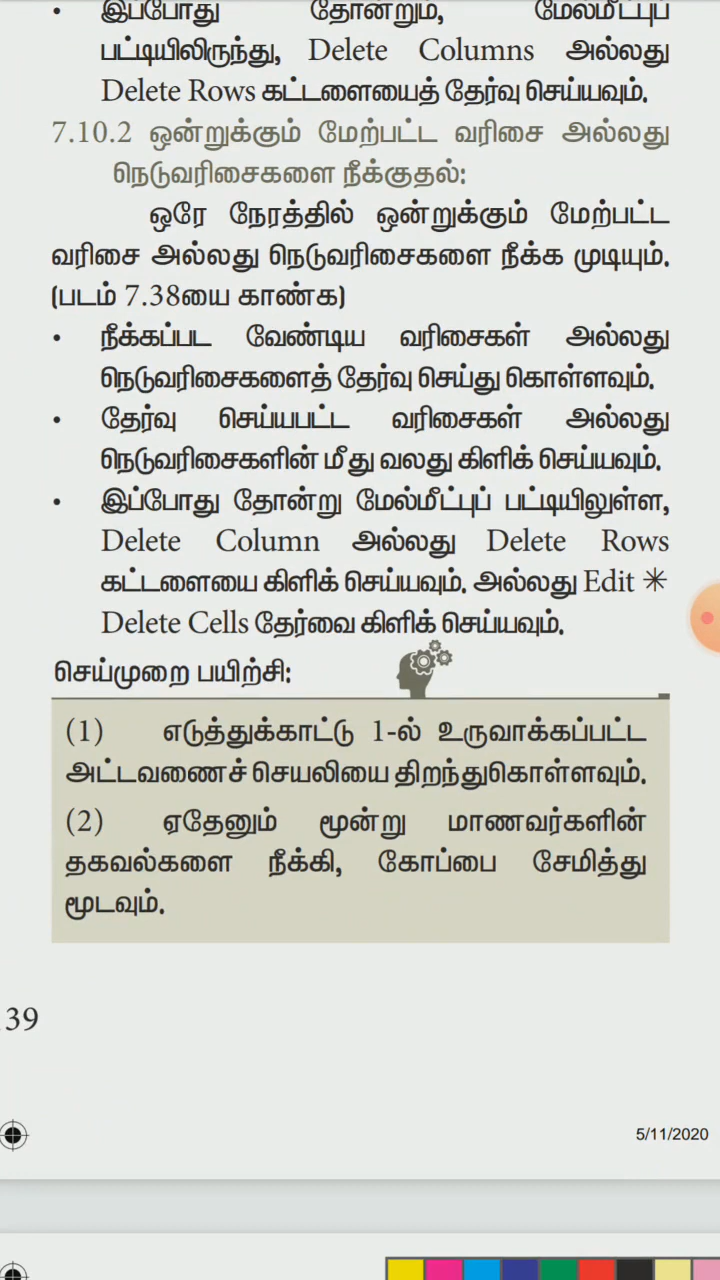 • இப்போது தோன்றும், மேல்மீட்புப்
பட்டியிலிருந்து, Delete Columns அல்லது
Delete Rows கட்டளையைத் தேர்வு செய்யவும்.
7.10.2 ஒன்றுக்கும் மேற்பட்ட வரிசை அல்லது
நெடுவரிசைகளை நீக்குதல்:
ஒரே நேரத்தில் ஒன்றுக்கும் மேற்பட்ட
வரிசை அல்லது நெடுவரிசைகளை நீக்க முடியும்.
(படம் 7.38யை காண்க)
• நீக்கப்பட வேண்டிய வரிசைகள் அல்லது
நெடுவரிசைகளைத் தேர்வு செய்து கொள்ளவும்.
• தேர்வு செய்யபட்ட வரிசைகள் அல்லது
நெடுவரிசைகளின் மீது வலது கிளிக் செய்யவும்.
• இப்போது தோன்று மேல்மீட்புப் பட்டியிலுள்ள,
Delete Column அல்லது Delete Rows
கட்டளையை கிளிக் செய்யவும். அல்லது Edit ✳
Delete Cells தேர்வை கிளிக் செய்யவும்.
செய்முறை பயிற்சி:
(1) எடுத்துக்காட்டு 1-ல் உருவாக்கப்பட்ட
அட்டவணைச் செயலியை திறந்துகொள்ளவும்.
(2) ஏதேனும் மூன்று மாணவர்களின்
தகவல்களை நீக்கி, கோப்பை சேமித்து
மூடவும்.
39
5/11/2020